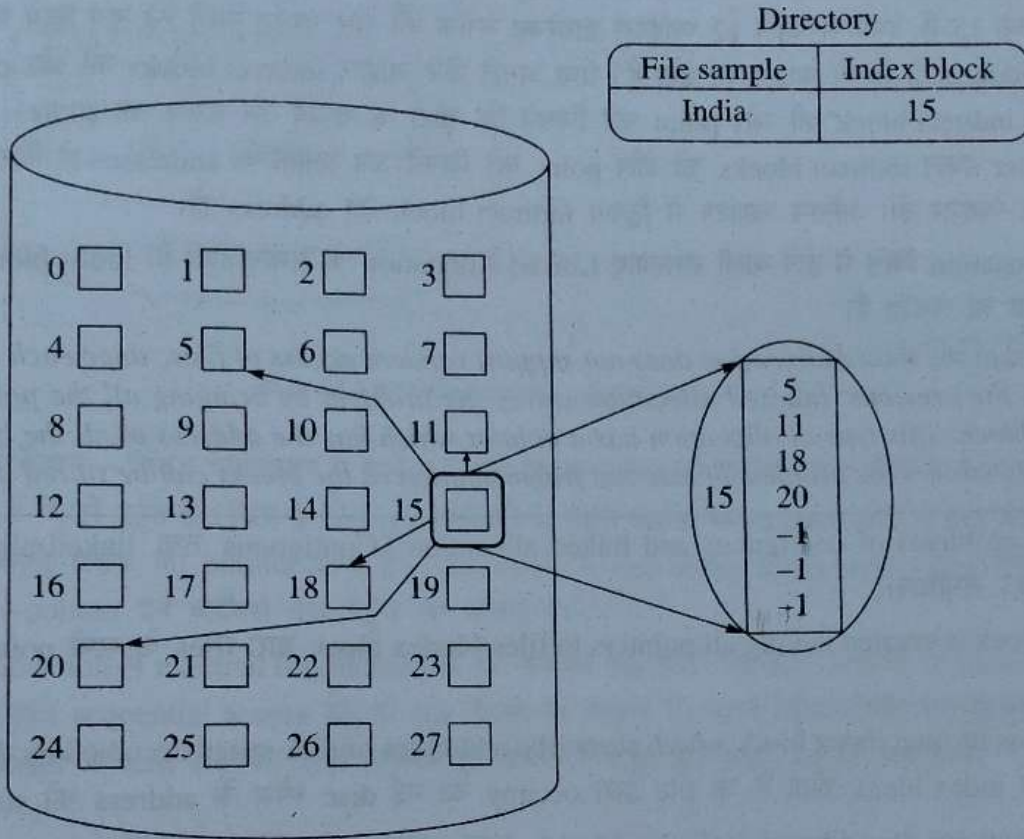 Directory
File sample Index block
India 15
0 1 2 3
4 5 6 7
8 9 10 11
12 13 14 15
16 17 18 19
20 21 22 23
24 25 26 27
5
11
18
15 20
–1
–1